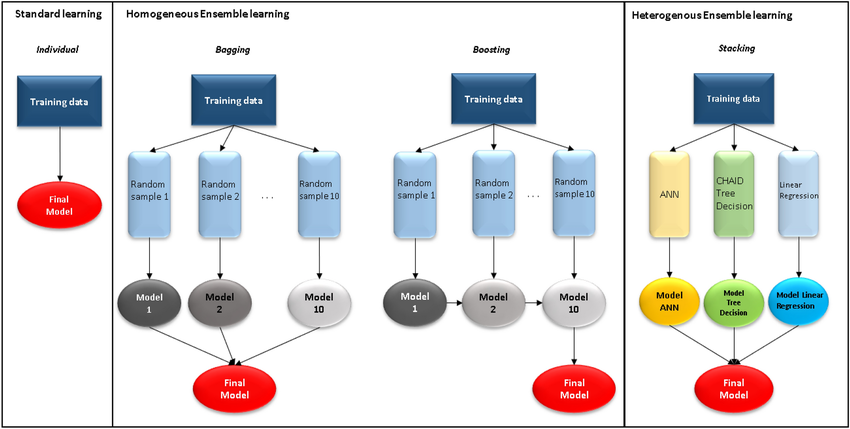 Standard learning
Individual
Training data
Final
Model
Homogeneous Ensemble learning
Bagging
Training data
Random
sample 1
Random
sample 2
...
Random
sample 10
Model
1
Model
2
Model
10
Final
Model
Boosting
Training data
Random
sample 1
Random
sample 2
...
Random
sample 10
Model
1
Model
2
Model
10
Final
Model
Heterogenous Ensemble learning
Stacking
Training data
ANN
CHAID
Tree
Decision
Linear
Regression
Model
ANN
Model
Tree
Decision
Model Linear
Regression
Final
Model